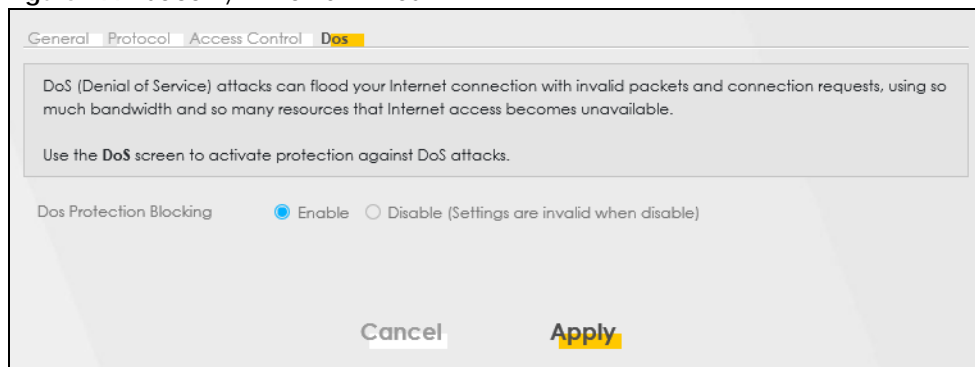 General Protocol Access Control Dos
DoS (Denial of Service) attacks can flood your Internet connection with invalid packets and connection requests, using so
much bandwidth and so many resources that Internet access becomes unavailable.
Use the DoS screen to activate protection against DoS attacks.
Dos Protection Blocking Enable Disable (Settings are invalid when disable)
Cancel Apply